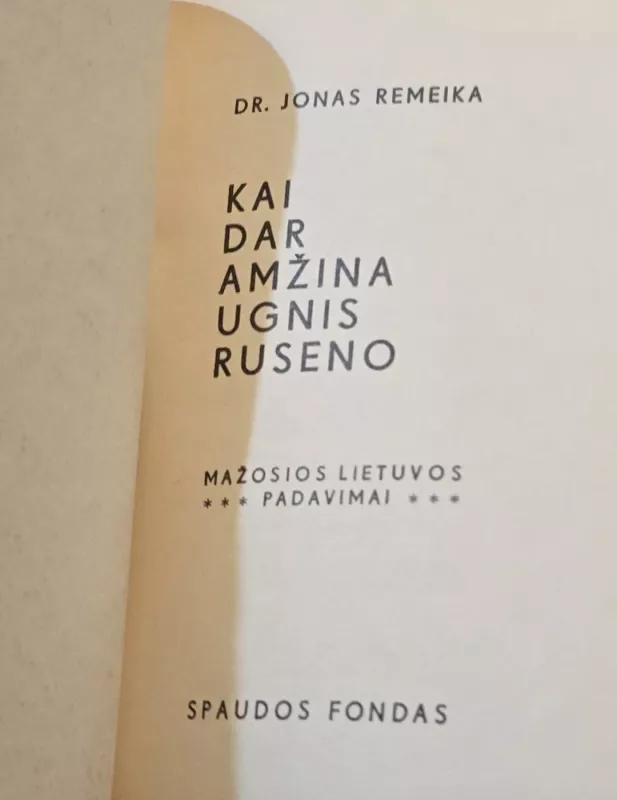 DR. JONAS REMEIKA
KAI
DAR
AMŽINA
UGNIS
RUSENO
MAŽOSIOS LIETUVOS
*** PADAVIMAI ***
SPAUDOS FONDAS